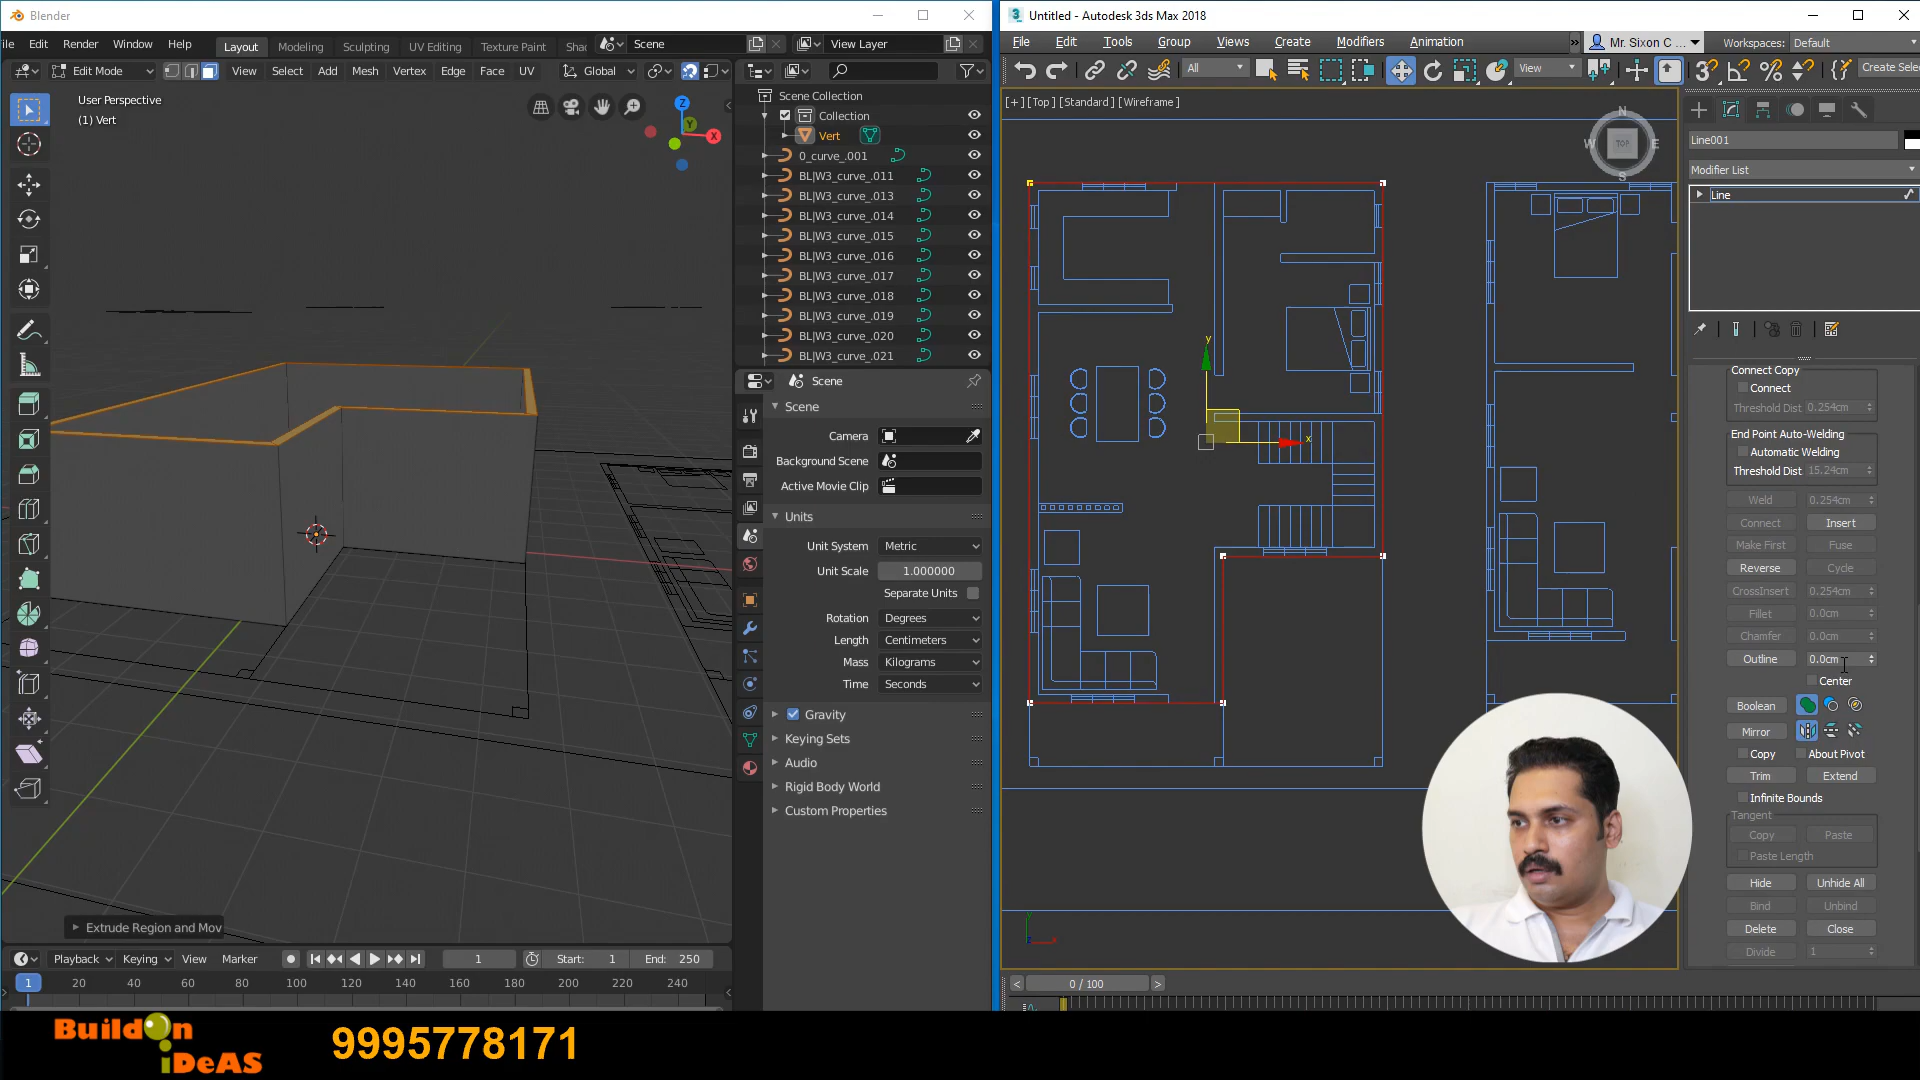 Blender
Untitled - Autodesk 3ds Max 2018
ile Edit Render Window Help Layout Modeling Sculpting UV Editing Texture Paint Sha Scene View Layer
File Edit Tools Group Views Create Modifiers Animation » Mr. Sixon C ... Workspaces: Default
Edit Mode View Select Add Mesh Vertex Edge Face UV Global
All View Create Sele
User Perspective
(1) Vert
Z
Y
X
Scene Collection
Collection
Vert
0_curve_.001
BL|W3_curve_.011
BL|W3_curve_.013
BL|W3_curve_.014
BL|W3_curve_.015
BL|W3_curve_.016
BL|W3_curve_.017
BL|W3_curve_.018
BL|W3_curve_.019
BL|W3_curve_.020
BL|W3_curve_.021
Scene
Scene
Camera
Background Scene
Active Movie Clip
Units
Unit System Metric
Unit Scale 1.000000
Separate Units
Rotation Degrees
Length Centimeters
Mass Kilograms
Time Seconds
Gravity
Keying Sets
Audio
Rigid Body World
Custom Properties
Extrude Region and Mov
Playback Keying View Marker 1 Start: 1 End: 250
1 20 40 60 80 100 120 140 160 180 200 220 240
[+] [Top] [Standard] [Wireframe]
N
W TOP E
S
y
x
0 / 100
Line001
Modifier List
Line
Connect Copy
Connect
Threshold Dist 0.254cm
End Point Auto-Welding
Automatic Welding
Threshold Dist 15.24cm
Weld 0.254cm
Connect Insert
Make First Fuse
Reverse Cycle
CrossInsert 0.254cm
Fillet 0.0cm
Chamfer 0.0cm
Outline 0.0cm
Center
Boolean
Mirror
Copy About Pivot
Trim Extend
Infinite Bounds
Tangent
Copy Paste
Paste Length
Hide Unhide All
Bind Unbind
Delete Close
Divide 1
BuildOn
iDeAS
9995778171